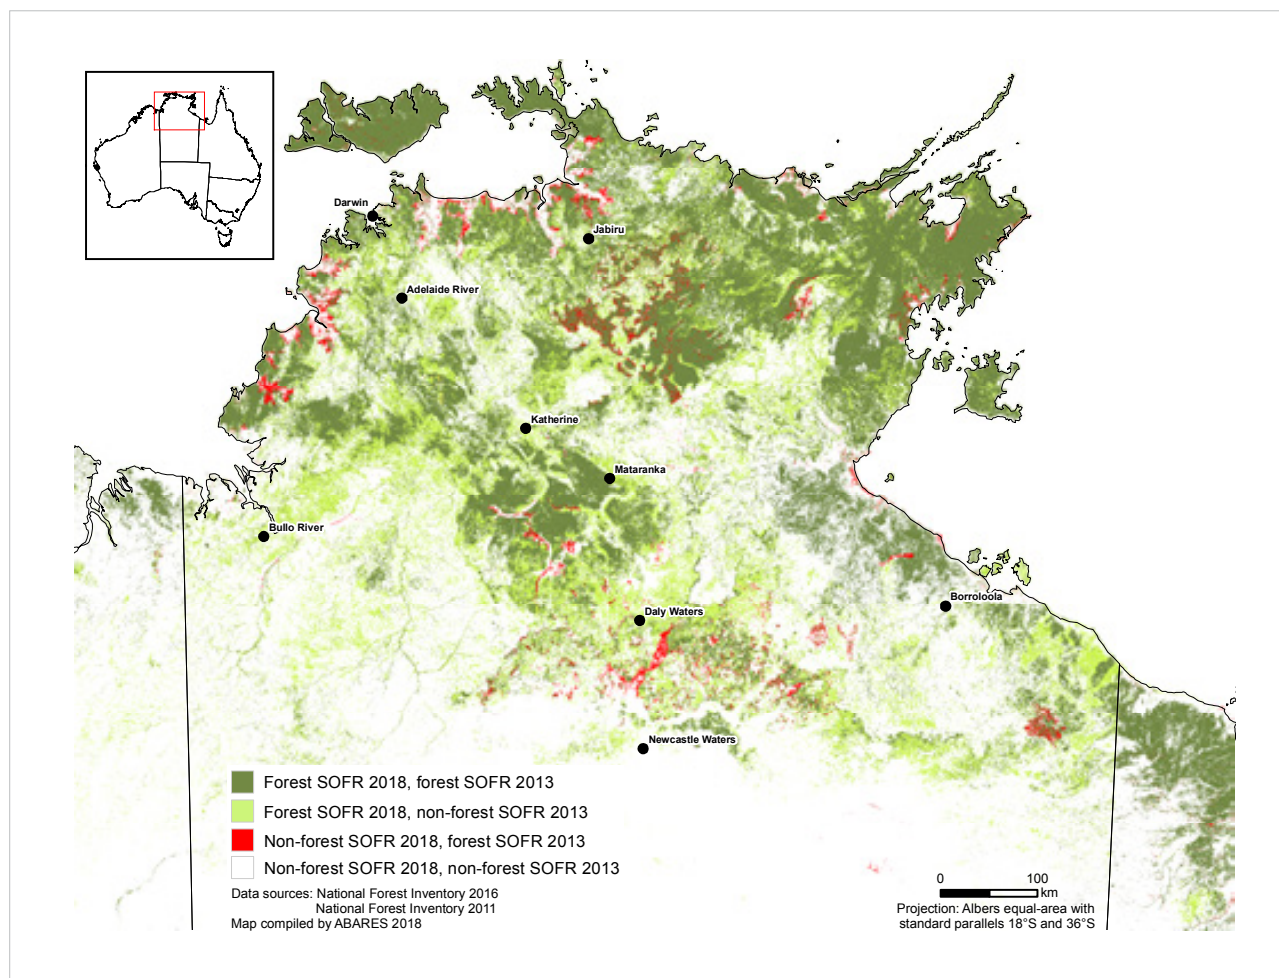 Darwin
Jabiru
Adelaide River
Katherine
Mataranka
Bullo River
Borroloola
Daly Waters
Newcastle Waters
Forest SOFR 2018, forest SOFR 2013
Forest SOFR 2018, non-forest SOFR 2013
Non-forest SOFR 2018, forest SOFR 2013
Non-forest SOFR 2018, non-forest SOFR 2013
Data sources: National Forest Inventory 2016
National Forest Inventory 2011
Map compiled by ABARES 2018
0 100
km
Projection: Albers equal-area with
standard parallels 18°S and 36°S